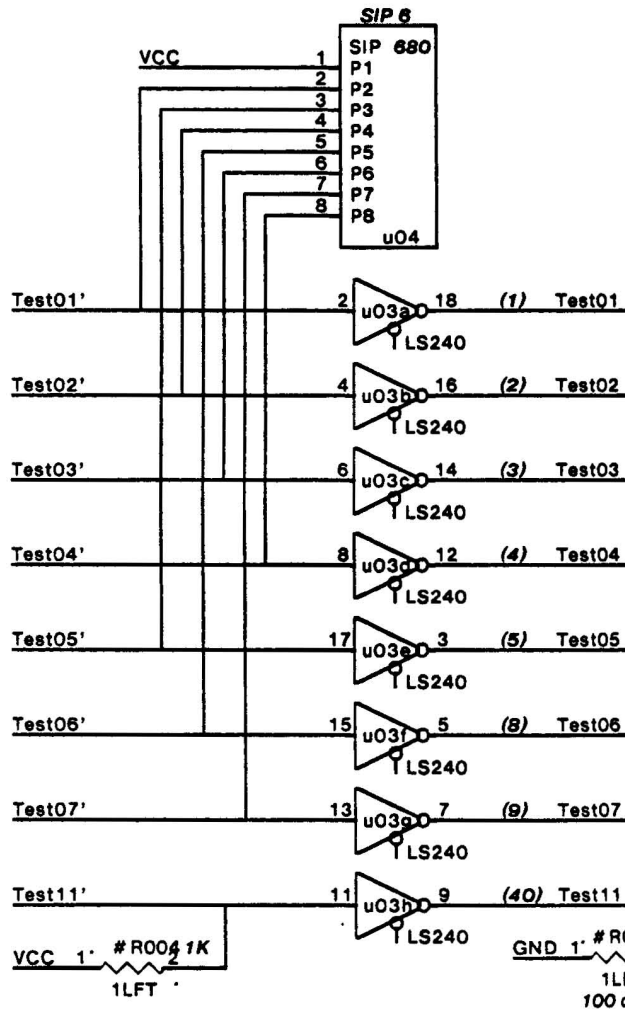 SIP 6
SIP 680
VCC 1 P1
2 P2
3 P3
4 P4
5 P5
6 P6
7 P7
8 P8
u04
Test01' 2 u03a 18 (1) Test01
LS240
Test02' 4 u03b 16 (2) Test02
LS240
Test03' 6 u03c 14 (3) Test03
LS240
Test04' 8 u03d 12 (4) Test04
LS240
Test05' 17 u03e 3 (5) Test05
LS240
Test06' 15 u03f 5 (8) Test06
LS240
Test07' 13 u03g 7 (9) Test07
LS240
Test11' 11 u03h 9 (40) Test11
LS240
VCC 1' #R004 1K 2
1LFT
GND 1'
100